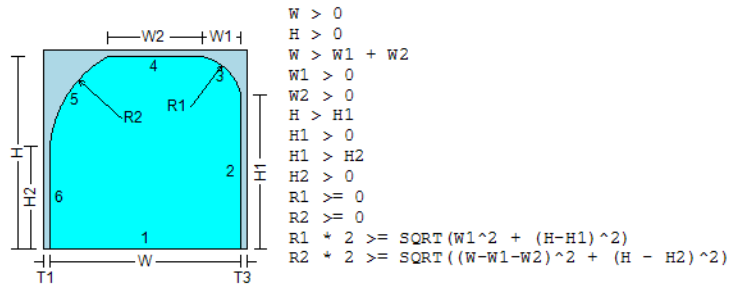 W2
W1
4
3
5
R1
R2
H
H1
2
H2
6
1
W
T1
T3
W > 0
H > 0
W > W1 + W2
W1 > 0
W2 > 0
H > H1
H1 > 0
H1 > H2
H2 > 0
R1 >= 0
R2 >= 0
R1 * 2 >= SQRT(W1^2 + (H-H1)^2)
R2 * 2 >= SQRT((W-W1-W2)^2 + (H - H2)^2)